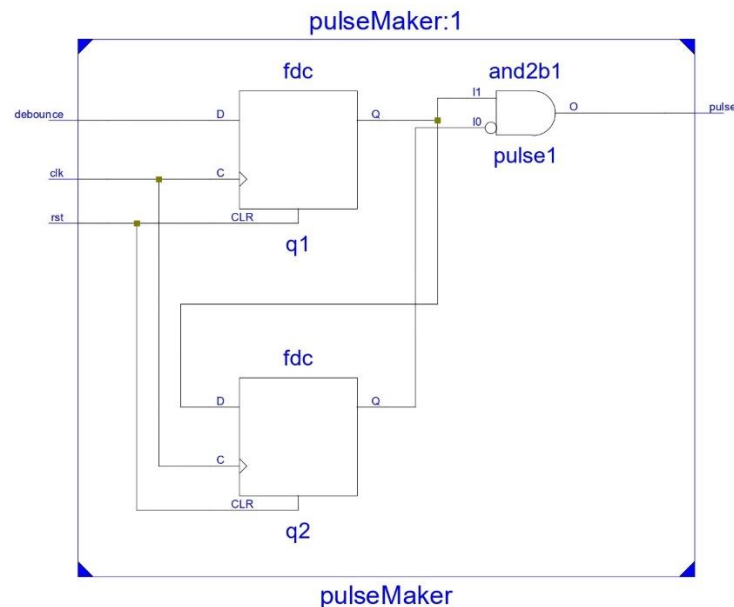 pulseMaker:1
fdc
and2b1
debounce
D
Q
I1
I0
O
pulse
pulse1
clk
C
rst
CLR
q1
fdc
D
Q
C
CLR
q2
pulseMaker